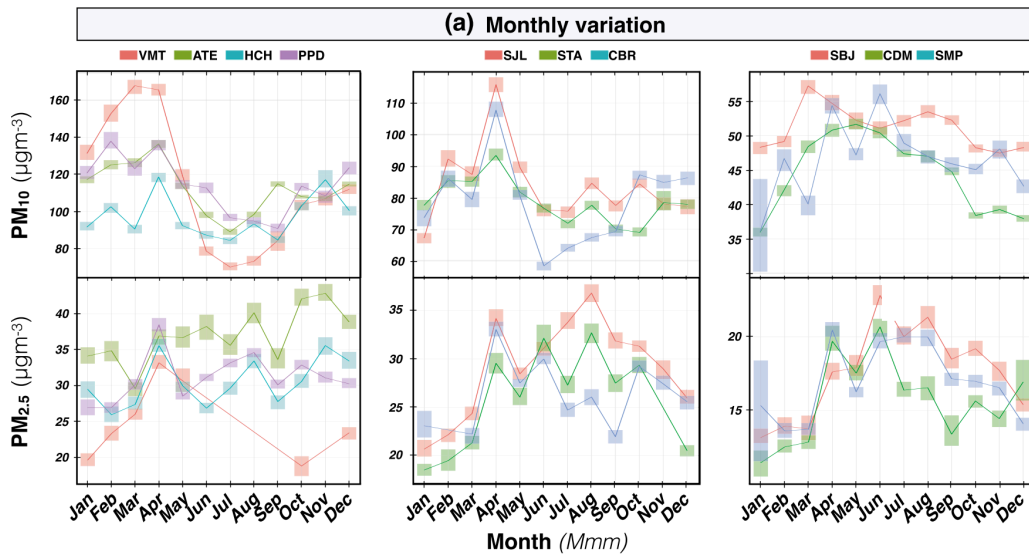 (a) Monthly variation
VMT ATE HCH PPD
SJL STA CBR
SBJ CDM SMP
PM10 (µgm-3)
160
140
120
100
80
110
100
90
80
70
60
55
50
45
40
35
PM2.5 (µgm-3)
40
35
30
25
20
35
30
25
20
20
15
Jan Feb Mar Apr May Jun Jul Aug Sep Oct Nov Dec
Jan Feb Mar Apr May Jun Jul Aug Sep Oct Nov Dec
Jan Feb Mar Apr May Jun Jul Aug Sep Oct Nov Dec
Month (Mmm)